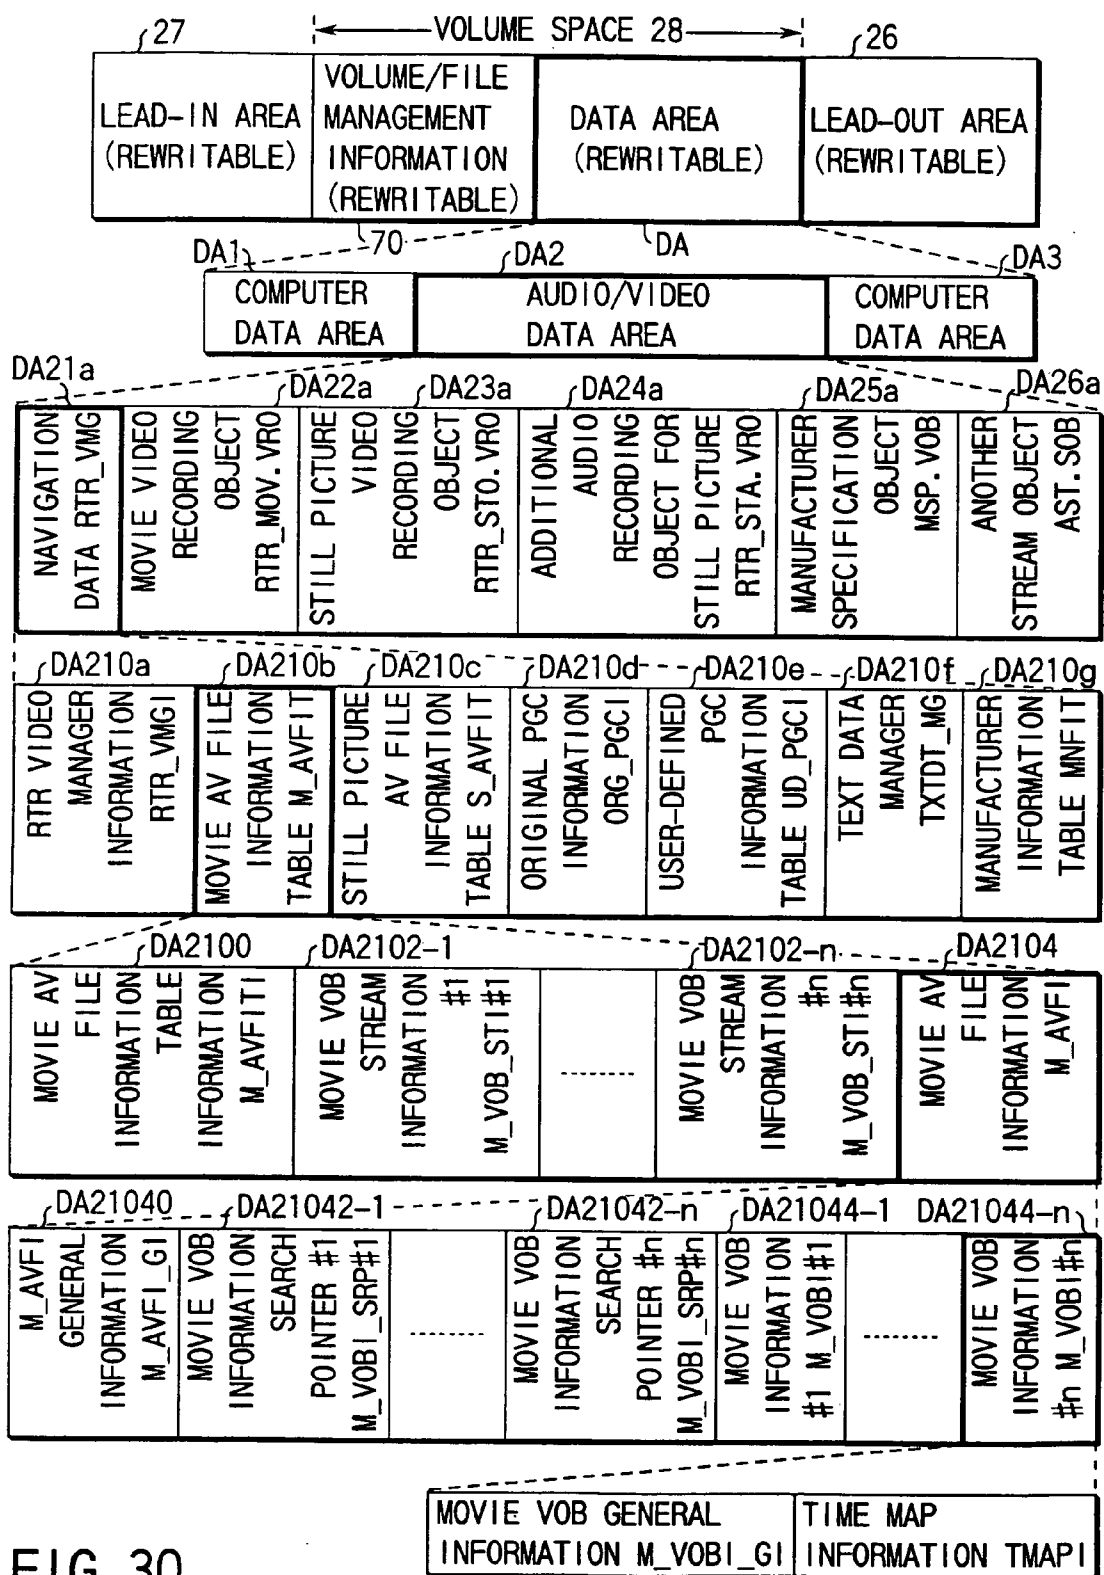 27
VOLUME SPACE 28
26
LEAD-IN AREA
(REWRITABLE)
VOLUME/FILE
MANAGEMENT
INFORMATION
(REWRITABLE)
DATA AREA
(REWRITABLE)
LEAD-OUT AREA
(REWRITABLE)
70
DA
DA1
DA2
DA3
COMPUTER
DATA AREA
AUDIO/VIDEO
DATA AREA
COMPUTER
DATA AREA
DA21a
DA22a
DA23a
DA24a
DA25a
DA26a
NAVIGATION
DATA RTR_VMG
MOVIE VIDEO
RECORDING
OBJECT
RTR_MOV.VRO
STILL PICTURE
VIDEO
RECORDING
OBJECT
RTR_STO.VRO
ADDITIONAL
AUDIO
RECORDING
OBJECT FOR
STILL PICTURE
RTR_STA.VRO
MANUFACTURER
SPECIFICATION
OBJECT
MSP.VOB
ANOTHER
STREAM OBJECT
AST.SOB
DA210a
DA210b
DA210c
DA210d
DA210e
DA210f
DA210g
RTR VIDEO
MANAGER
INFORMATION
RTR_VMGI
MOVIE AV FILE
INFORMATION
TABLE M_AVFIT
STILL PICTURE
AV FILE
INFORMATION
TABLE S_AVFIT
ORIGINAL PGC
INFORMATION
ORG_PGCI
USER-DEFINED
PGC
INFORMATION
TABLE UD_PGCI
TEXT DATA
MANAGER
TXTDT_MG
MANUFACTURER
INFORMATION
TABLE MNFIT
DA2100
DA2102-1
DA2102-n
DA2104
MOVIE AV
FILE
INFORMATION
TABLE
INFORMATION
M_AVFITI
MOVIE VOB
STREAM
INFORMATION
#1
M_VOB_STI#1
.........
MOVIE VOB
STREAM
INFORMATION
#n
M_VOB_STI#n
MOVIE AV
FILE
INFORMATION
M_AVFI
DA21040
DA21042-1
DA21042-n
DA21044-1
DA21044-n
M_AVFI
GENERAL
INFORMATION
M_AVFI_GI
MOVIE VOB
INFORMATION
SEARCH
POINTER #1
M_VOBI_SRP#1
.........
MOVIE VOB
INFORMATION
SEARCH
POINTER #n
M_VOBI_SRP#n
MOVIE VOB
INFORMATION
#1 M_VOBI#1
.........
MOVIE VOB
INFORMATION
#n M_VOBI#n
MOVIE VOB GENERAL
INFORMATION M_VOBI_GI
TIME MAP
INFORMATION TMAPI
FIG. 30